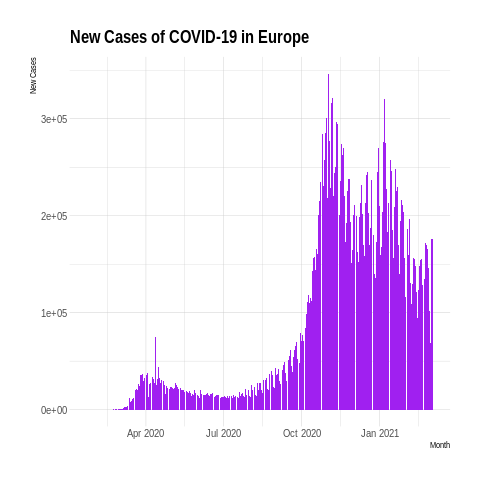 New Cases of COVID-19 in Europe
New Cases
3e+05
2e+05
1e+05
0e+00
Apr 2020 Jul 2020 Oct 2020 Jan 2021
Month